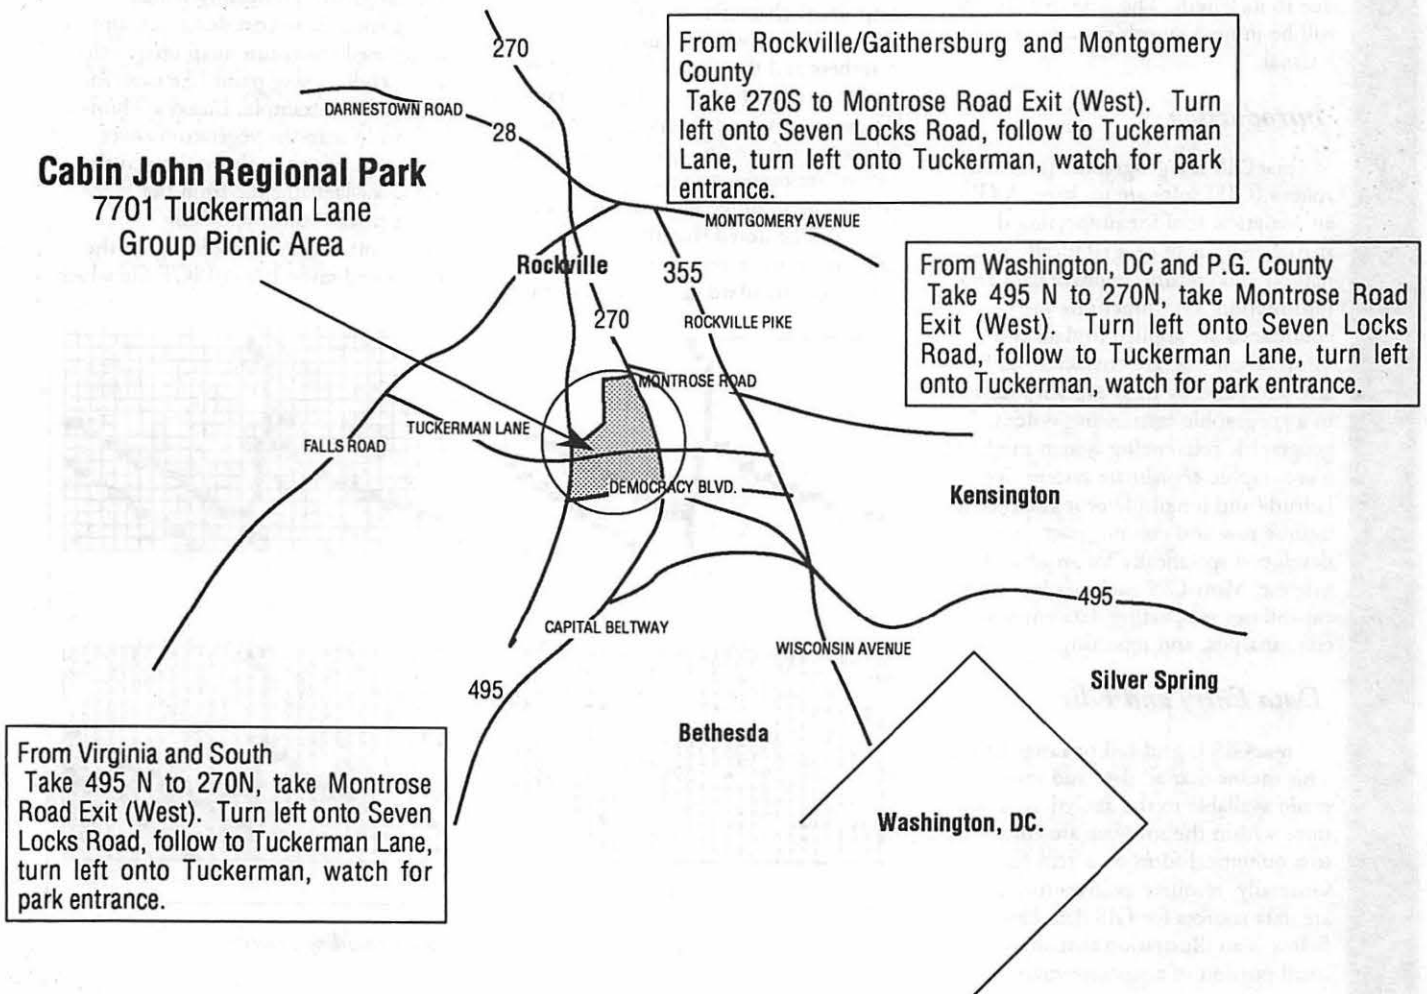 270
DARNESTOWN ROAD
28
From Rockville/Gaithersburg and Montgomery
County
Take 270S to Montrose Road Exit (West). Turn
left onto Seven Locks Road, follow to Tuckerman
Lane, turn left onto Tuckerman, watch for park
entrance.
Cabin John Regional Park
7701 Tuckerman Lane
Group Picnic Area
MONTGOMERY AVENUE
Rockville
355
From Washington, DC and P.G. County
Take 495 N to 270N, take Montrose Road
Exit (West). Turn left onto Seven Locks
Road, follow to Tuckerman Lane, turn left
onto Tuckerman, watch for park entrance.
270
ROCKVILLE PIKE
MONTROSE ROAD
TUCKERMAN LANE
FALLS ROAD
DEMOCRACY BLVD.
Kensington
495
CAPITAL BELTWAY
WISCONSIN AVENUE
495
Silver Spring
Bethesda
Washington, DC.
From Virginia and South
Take 495 N to 270N, take Montrose
Road Exit (West). Turn left onto Seven
Locks Road, follow to Tuckerman Lane,
turn left onto Tuckerman, watch for
park entrance.